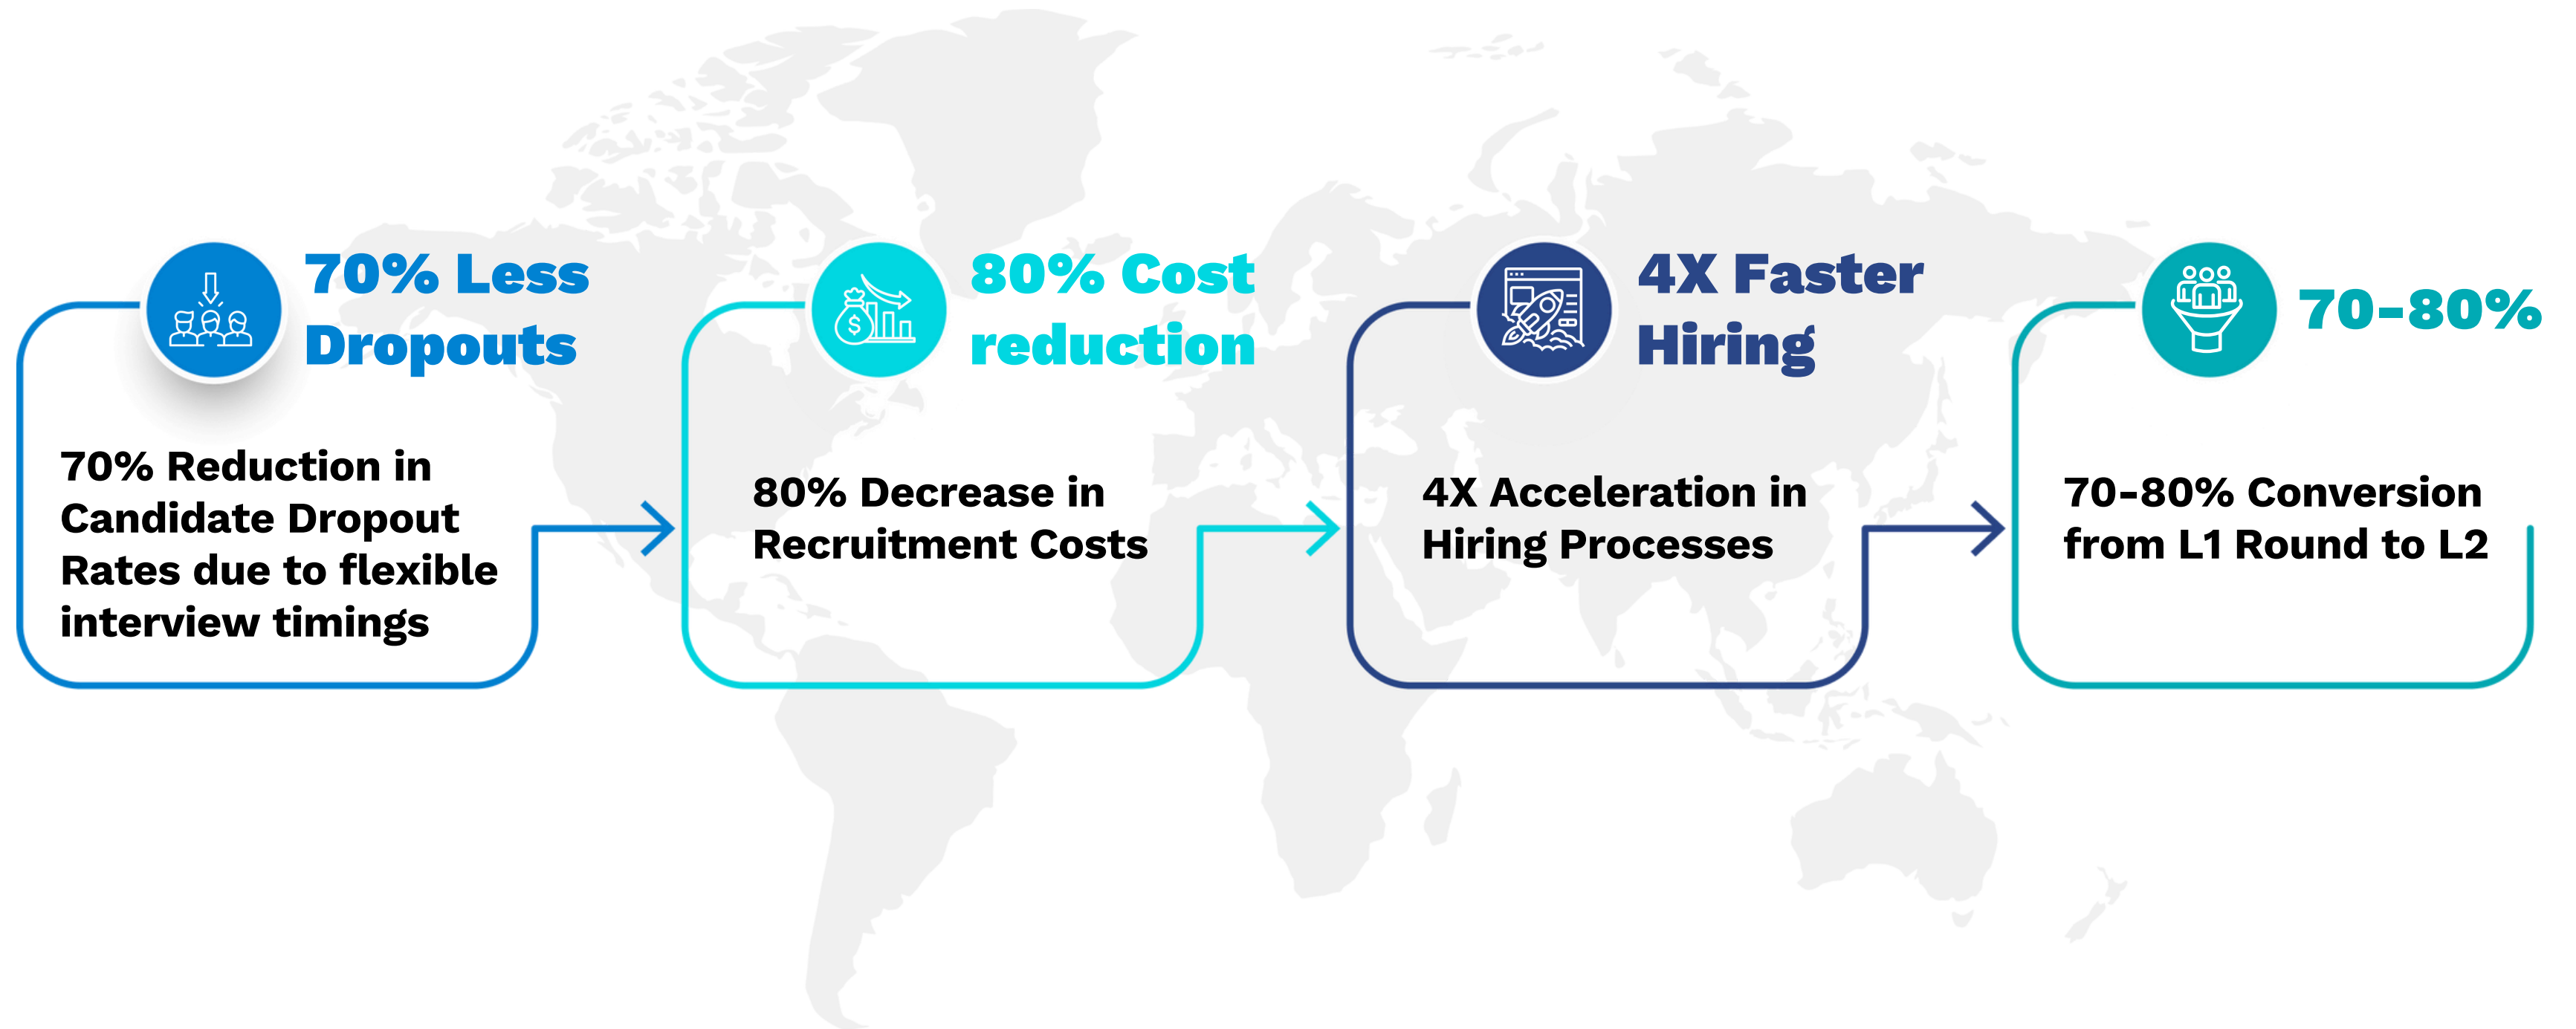 70% Less
Dropouts
70% Reduction in
Candidate Dropout
Rates due to flexible
interview timings
80% Cost
reduction
80% Decrease in
Recruitment Costs
4X Faster
Hiring
4X Acceleration in
Hiring Processes
70-80%
70-80% Conversion
from L1 Round to L2